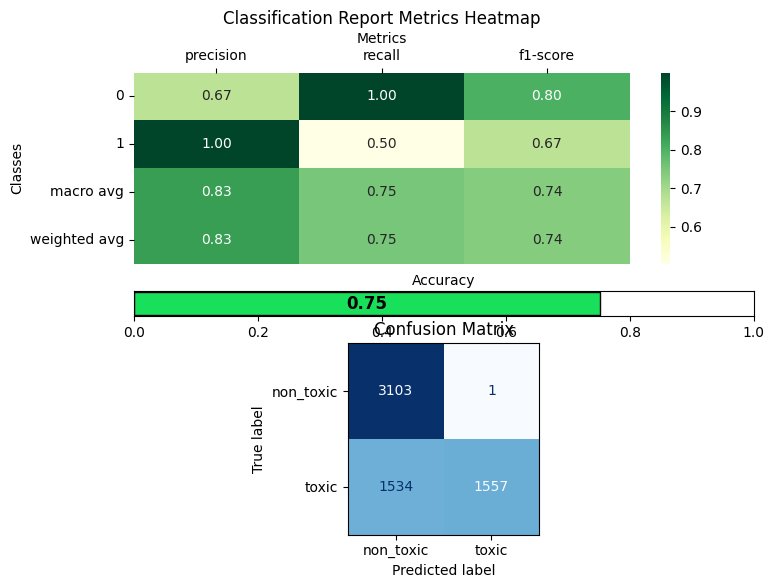 Classification Report Metrics Heatmap
Metrics
precision recall f1-score
0 0.67 1.00 0.80
1 1.00 0.50 0.67
macro avg 0.83 0.75 0.74
weighted avg 0.83 0.75 0.74
Classes
0.9
0.8
0.7
0.6
Accuracy
0.75
0.0 0.2 0.4 0.6 0.8 1.0
Confusion Matrix
non_toxic 3103 1
toxic 1534 1557
True label
non_toxic toxic
Predicted label